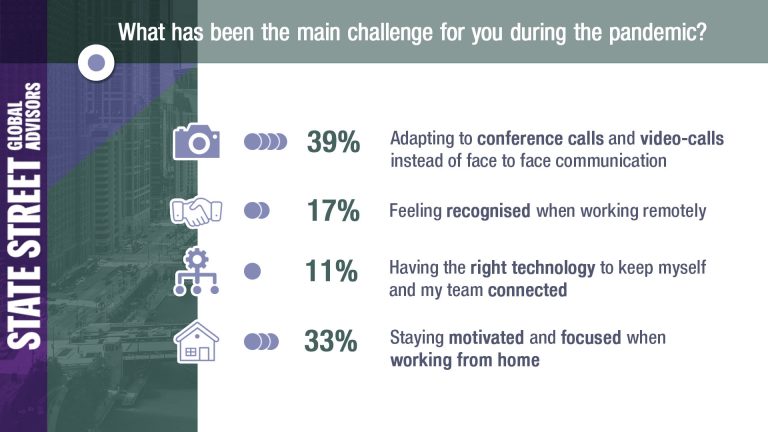 What has been the main challenge for you during the pandemic?
STATE STREET
GLOBAL
ADVISORS
39%
Adapting to conference calls and video-calls
instead of face to face communication
17%
Feeling recognised when working remotely
11%
Having the right technology to keep myself
and my team connected
33%
Staying motivated and focused when
working from home